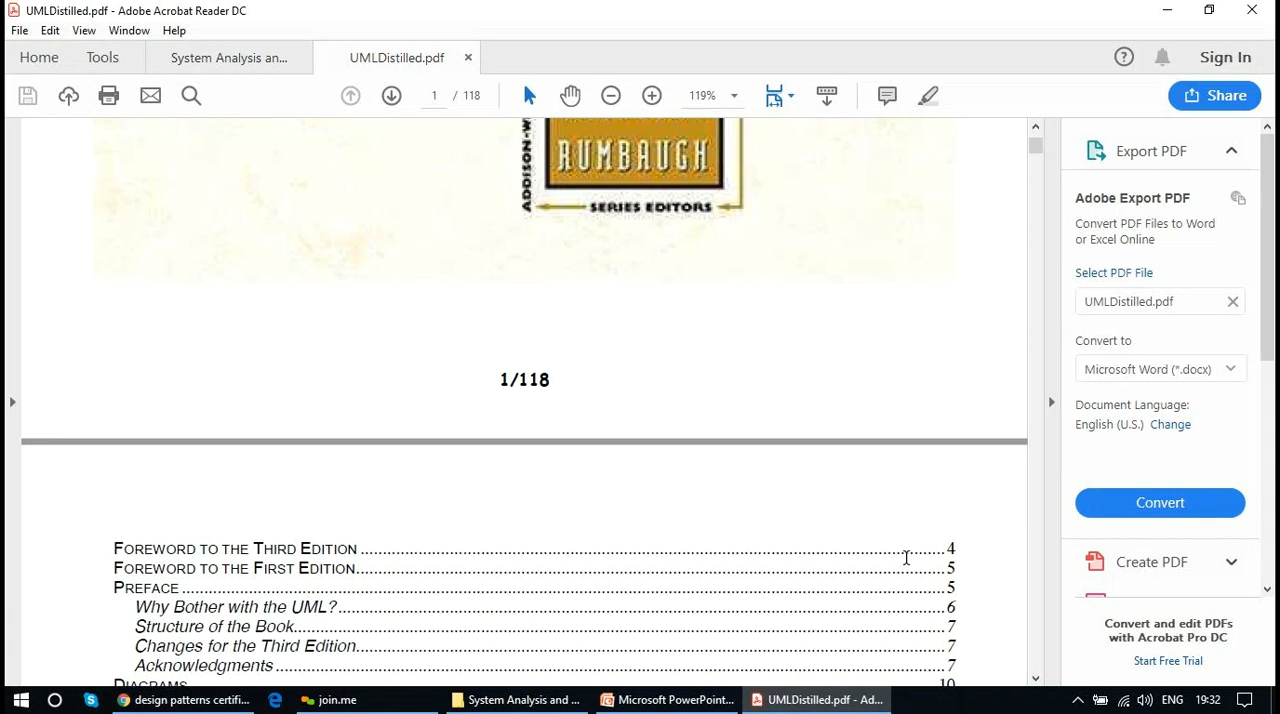 UMLDistilled.pdf - Adobe Acrobat Reader DC
File Edit View Window Help
Home Tools System Analysis an... UMLDistilled.pdf × Sign In
1 / 118 119% Share
RUMBAUGH
ADDISON-W
SERIES EDITORS
1/118
FOREWORD TO THE THIRD EDITION 4
FOREWORD TO THE FIRST EDITION 5
PREFACE 5
Why Bother with the UML? 6
Structure of the Book 7
Changes for the Third Edition 7
Acknowledgments 7
DIAGRAMS 10
Export PDF
Adobe Export PDF
Convert PDF Files to Word
or Excel Online
Select PDF File
UMLDistilled.pdf
Convert to
Microsoft Word (*.docx)
Document Language:
English (U.S.) Change
Convert
Create PDF
Convert and edit PDFs
with Acrobat Pro DC
Start Free Trial
design patterns certifi... join.me System Analysis and ... Microsoft PowerPoint... UMLDistilled.pdf - Ad... ENG 19:32